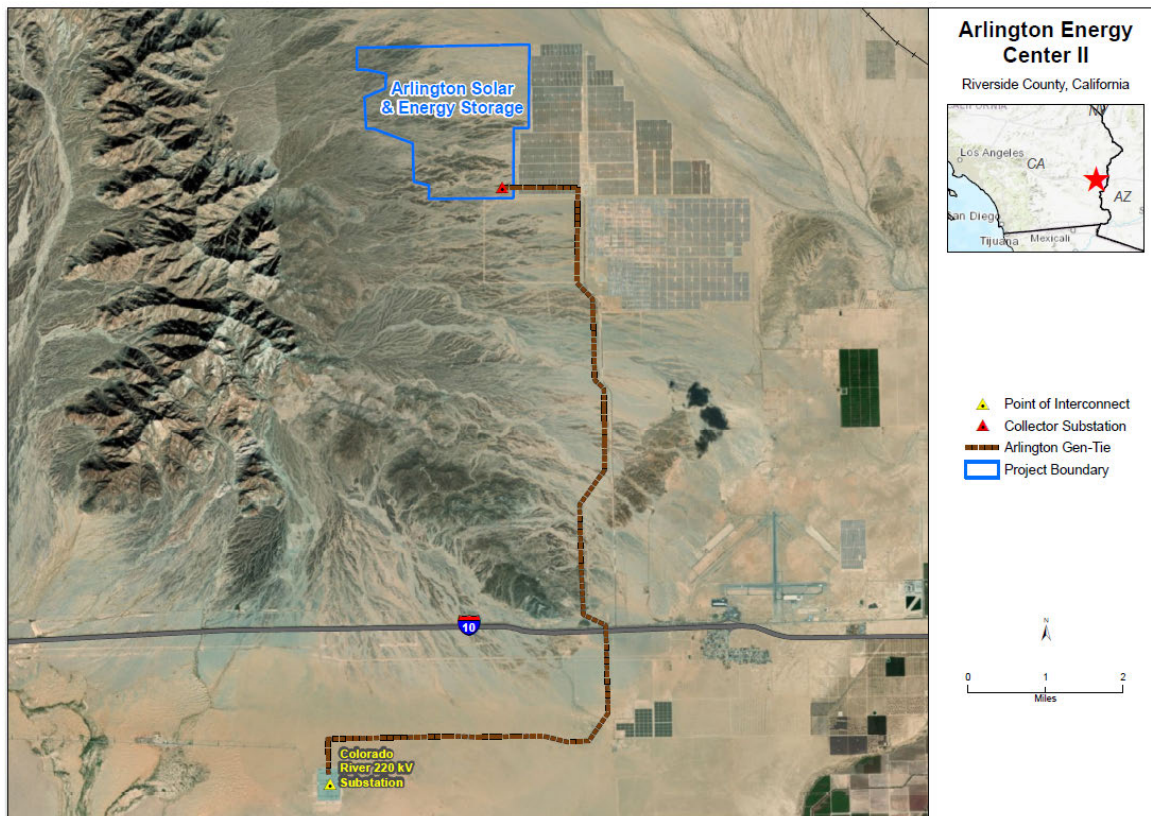 Arlington Solar
& Energy Storage
10
Colorado
River 220 kV
Substation
Arlington Energy
Center II
Riverside County, California
CALIFORNIA
Los Angeles
CA
AZ
San Diego
Tijuana
Mexicali
Point of Interconnect
Collector Substation
Arlington Gen-Tie
Project Boundary
N
0
1
2
Miles